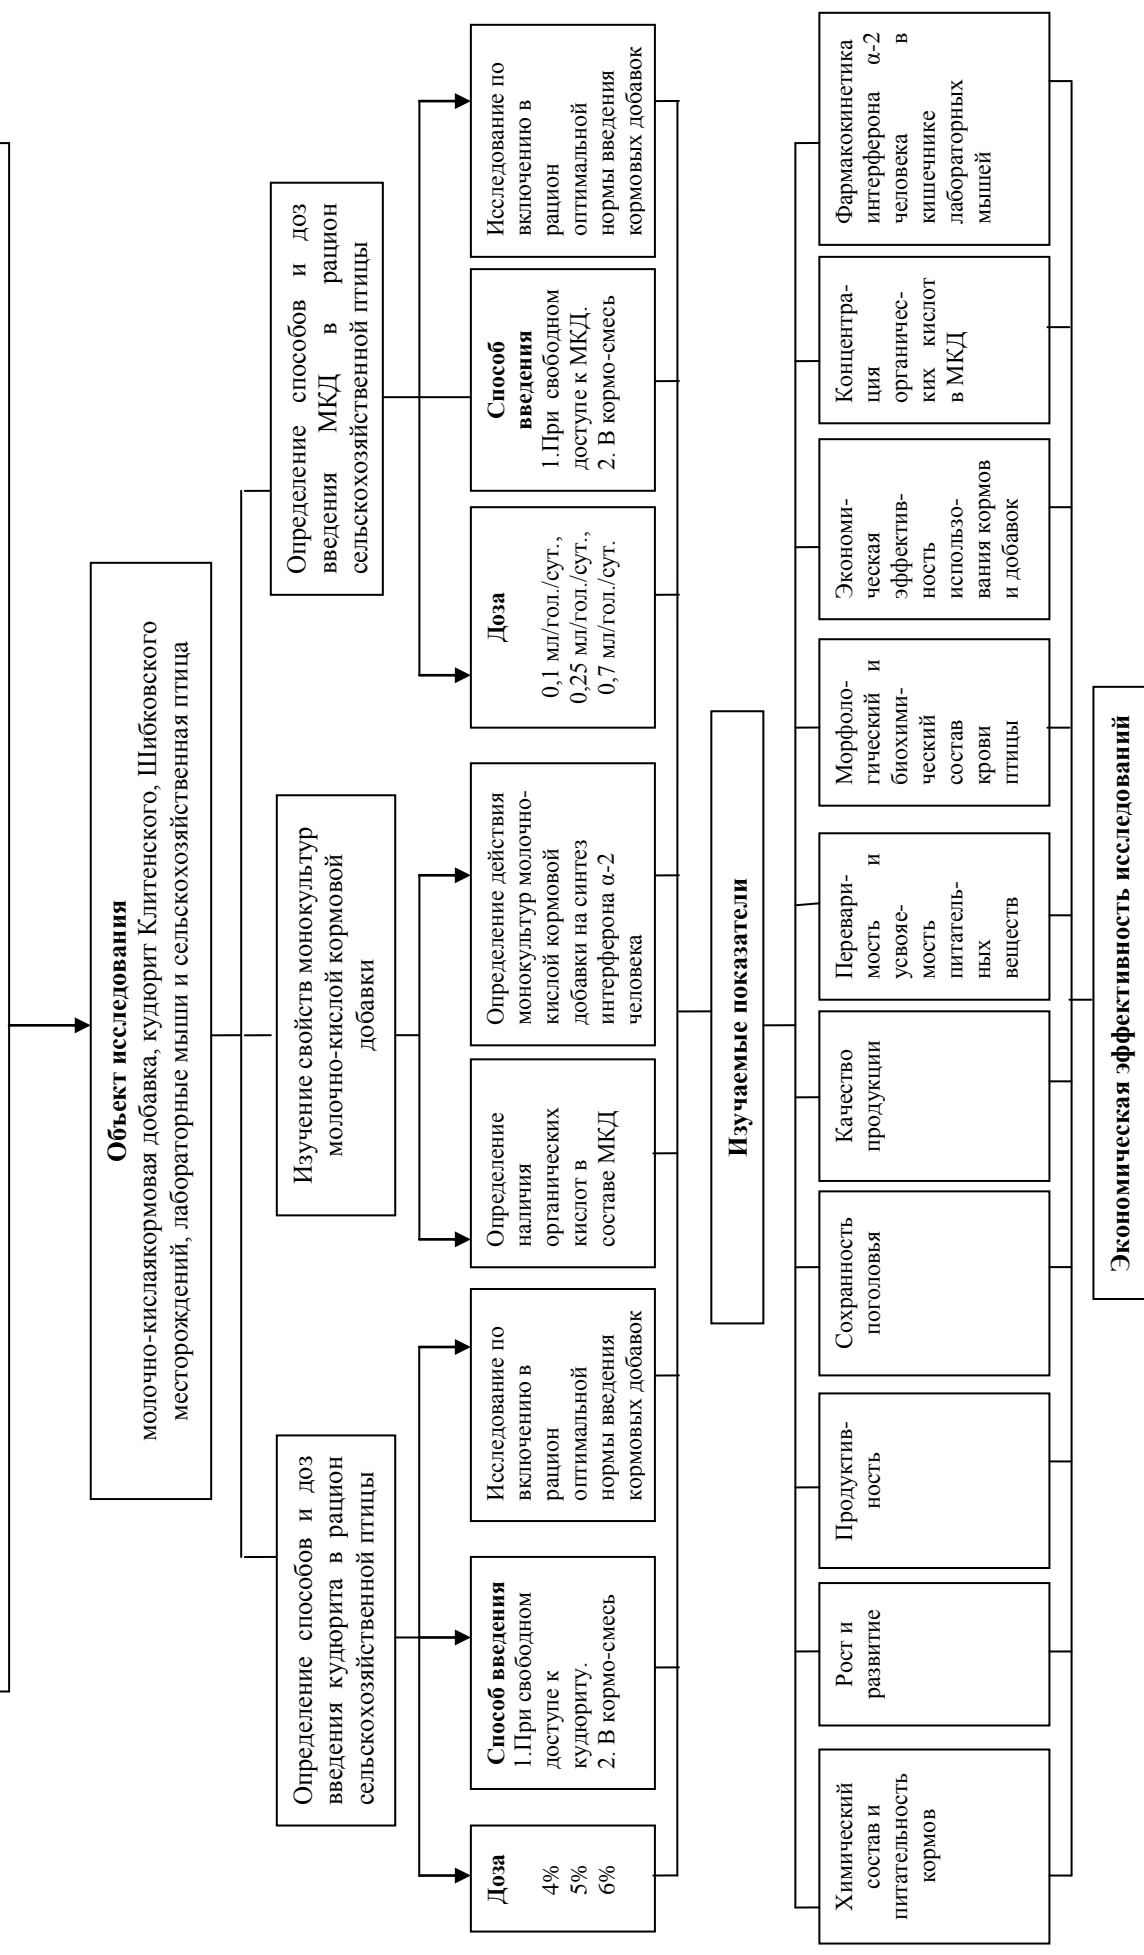 Объект исследования
молочно-кислаякормовая добавка, кудюрит Клитенского, Шибковского
месторождений, лабораторные мыши и сельскохозяйственная птица
Определение способов и доз
введения кудюрита в рацион
сельскохозяйственной птицы
Изучение свойств монокультур
молочно-кислой кормовой
добавки
Определение способов и доз
введения МКД в рацион
сельскохозяйственной птицы
Доза
4%
5%
6%
Способ введения
1.При свободном
доступе к
кудюриту.
2. В кормо-смесь
Исследование по
включению в
рацион
оптимальной
нормы введения
кормовых добавок
Определение
наличия
органических
кислот в
составе МКД
Определение действия
монокультур молочно-
кислой кормовой
добавки на синтез
интерферона α-2
человека
Доза
0,1 мл/гол./сут.,
0,25 мл/гол./сут.,
0,7 мл/гол./сут.
Способ
введения
1.При свободном
доступе к МКД.
2. В кормо-смесь
Исследование по
включению в
рацион
оптимальной
нормы введения
кормовых добавок
Изучаемые показатели
Химический
состав и
питательность
кормов
Рост и
развитие
Продуктив-
ность
Сохранность
поголовья
Качество
продукции
Перевари-
мость и
усвояе-
мость
питатель-
ных
веществ
Морфоло-
гический и
биохими-
ческий
состав
крови
птицы
Экономи-
ческая
эффектив-
ность
использо-
вания кормов
и добавок
Концентра-
ция
органичес-
ких кислот
в МКД
Фармакокинетика
интерферона α-2
человека в
кишечнике
лабораторных
мышей
Экономическая эффективность исследований